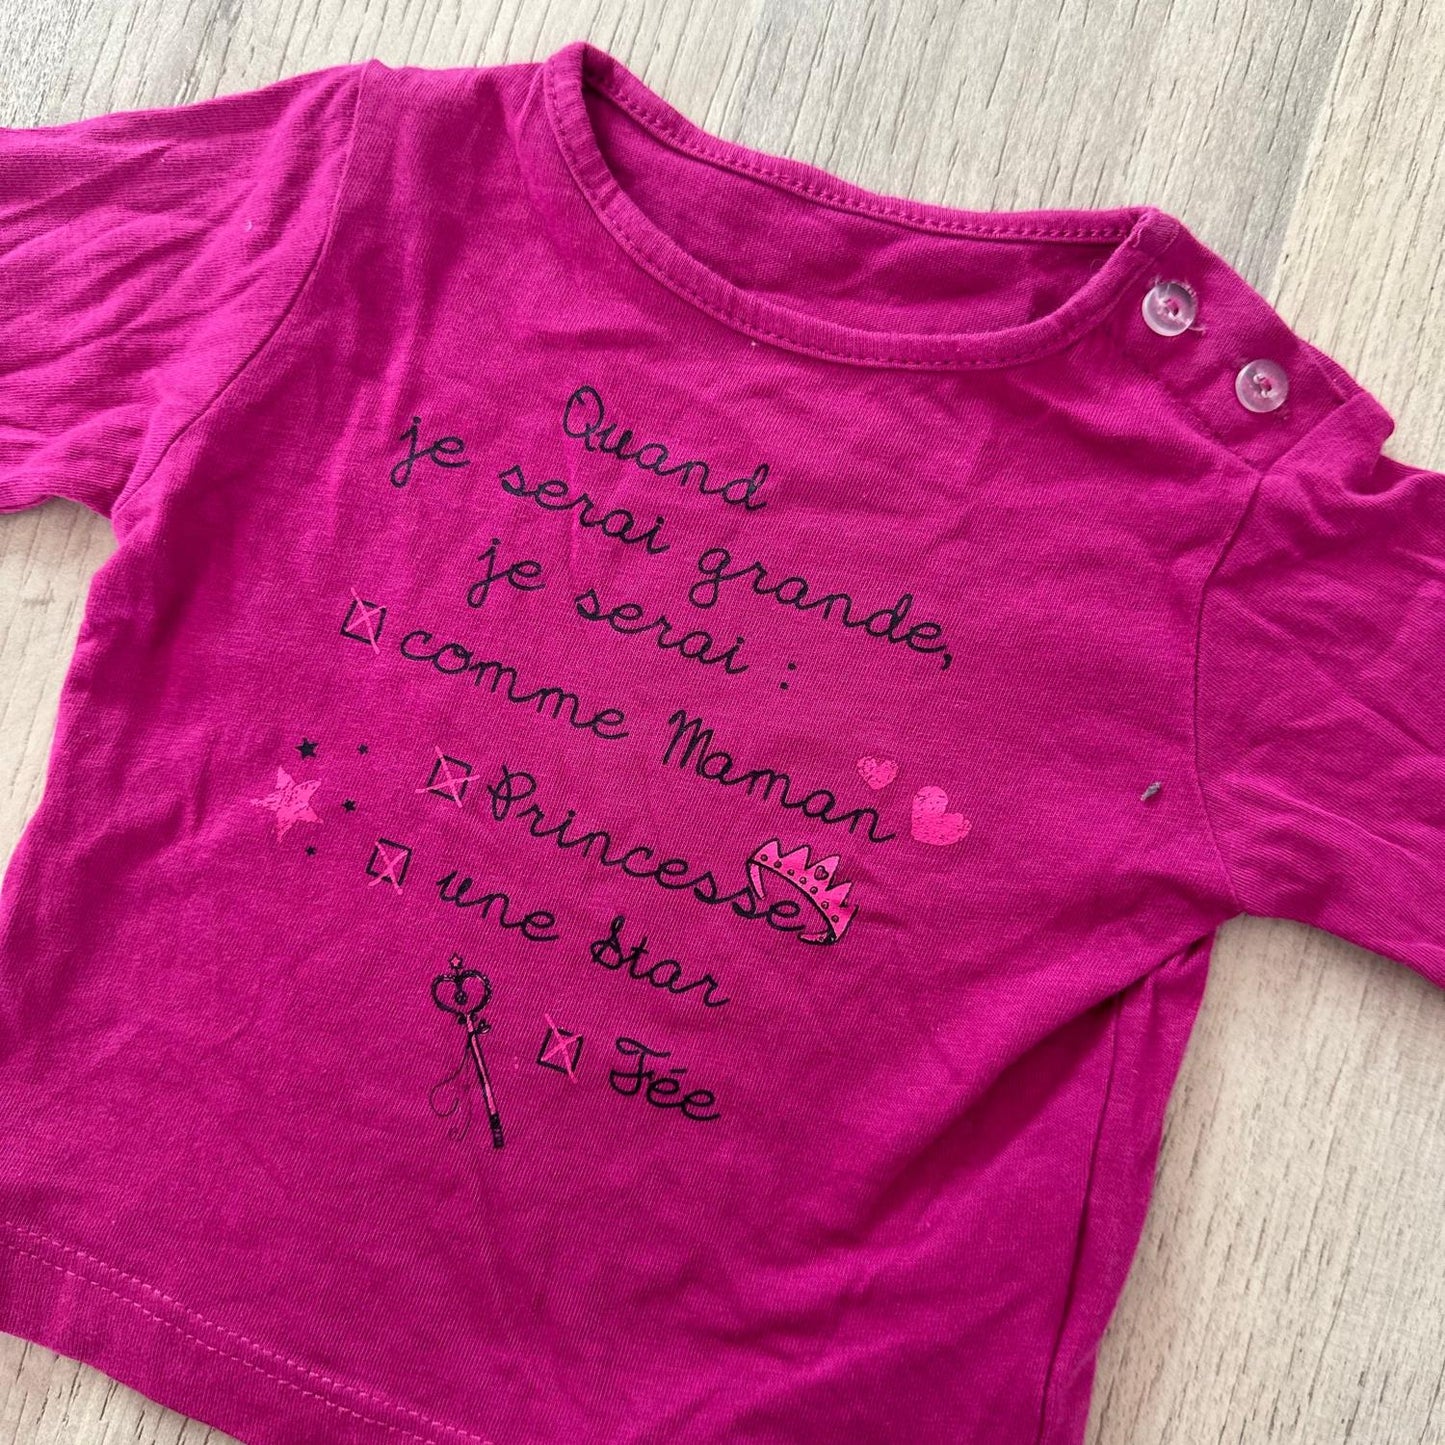 Quand
je serai grande,
je serai :
comme Maman
Princesse
une Star
Fée